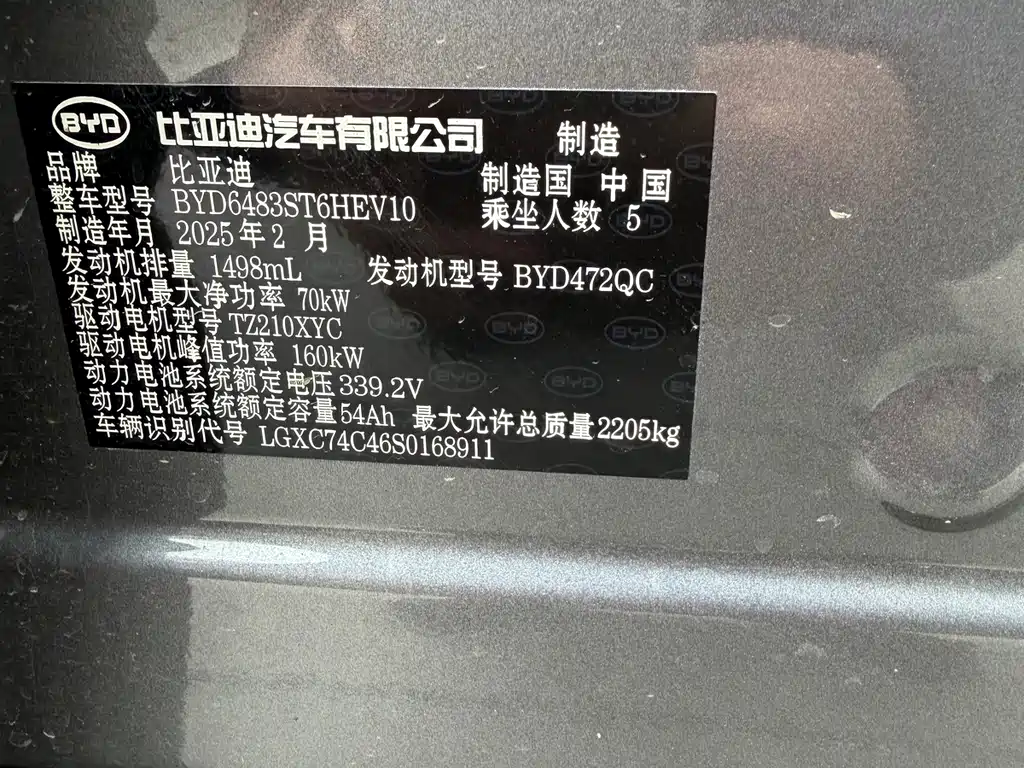 BYD 比亚迪汽车有限公司 制造
品牌 比亚迪 制造国 中国
整车型号 BYD6483ST6HEV10 乘坐人数 5
制造年月 2025年2月
发动机排量 1498mL 发动机型号 BYD472QC
发动机最大净功率 70kW
驱动电机型号 TZ210XYC
驱动电机峰值功率 160kW
动力电池系统额定电压 339.2V
动力电池系统额定容量 54Ah 最大允许总质量 2205kg
车辆识别代号 LGXC74C46S0168911